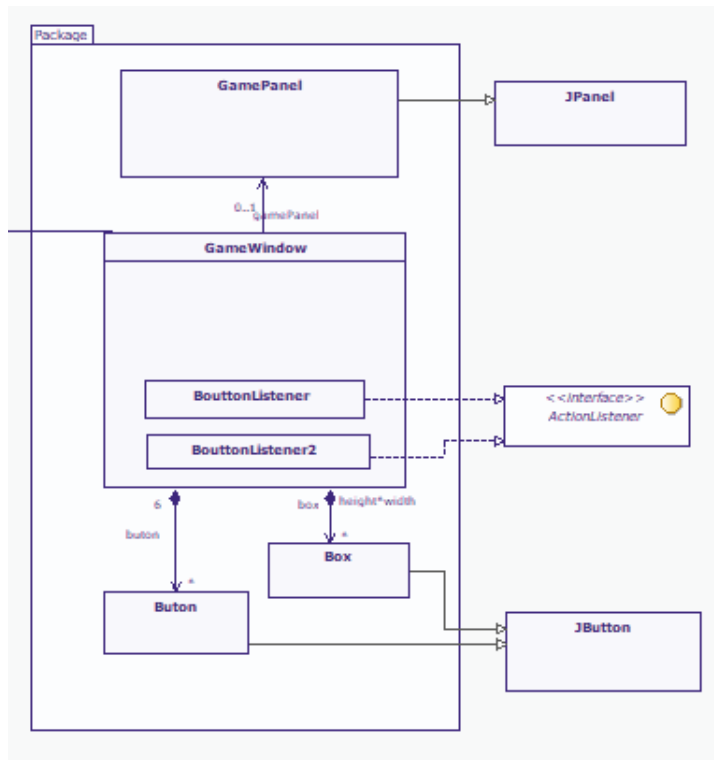 Package
GamePanel
JPanel
0..1
gamePanel
GameWindow
BouttonListener
<<interface>>
ActionListener
BouttonListener2
6
box
height*width
buton
*
*
Box
Buton
JButton